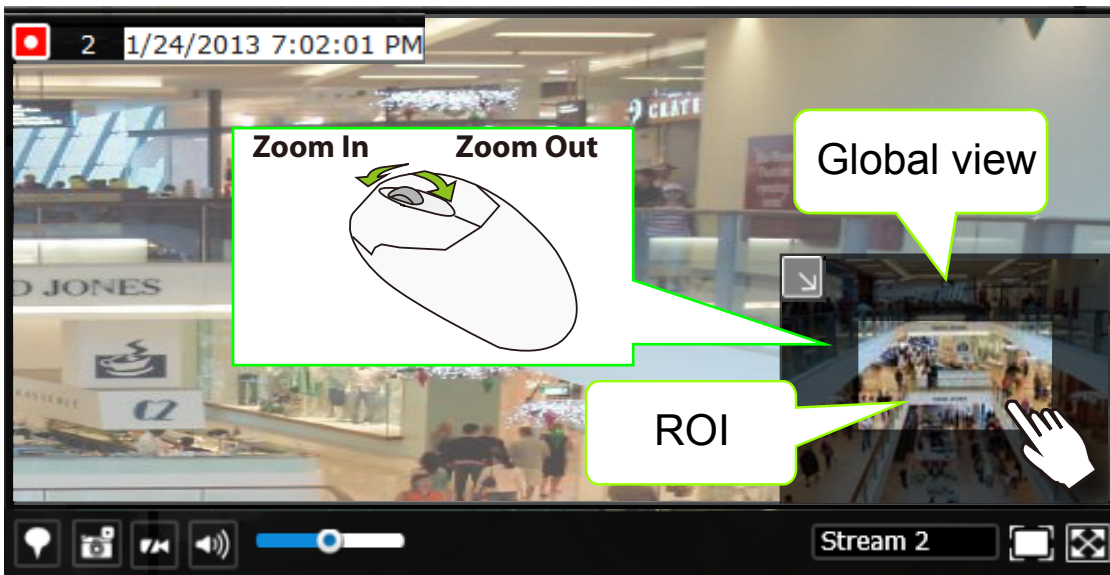 2 1/24/2013 7:02:01 PM
CRATE
Zoom In Zoom Out
Global view
O JONES
BRASSERIE
ROI
Stream 2